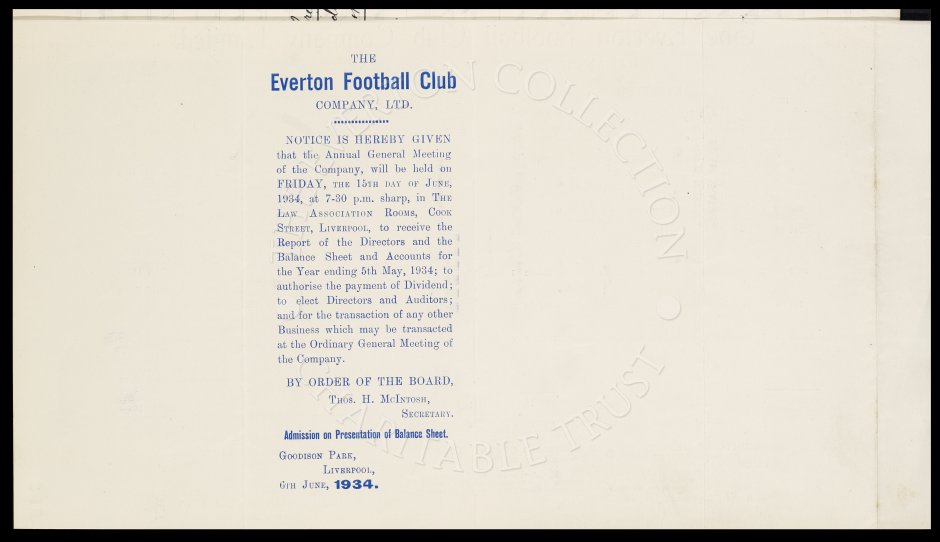 THE
Everton Football Club
COMPANY, LTD.
NOTICE IS HEREBY GIVEN
that the Annual General Meeting
of the Company, will be held on
FRIDAY, THE 15TH DAY OF JUNE,
1934, at 7-30 p.m. sharp, in THE
LAW ASSOCIATION ROOMS, COOK
STREET, LIVERPOOL, to receive the
Report of the Directors and the
Balance Sheet and Accounts for
the Year ending 5th May, 1934; to
authorise the payment of Dividend;
to elect Directors and Auditors;
and for the transaction of any other
Business which may be transacted
at the Ordinary General Meeting of
the Company.
BY ORDER OF THE BOARD,
THOS. H. MCINTOSH,
SECRETARY.
Admission on Presentation of Balance Sheet.
GOODISON PARK,
LIVERPOOL,
6TH JUNE, 1934.
COLLECTION
CHARITABLE TRUST